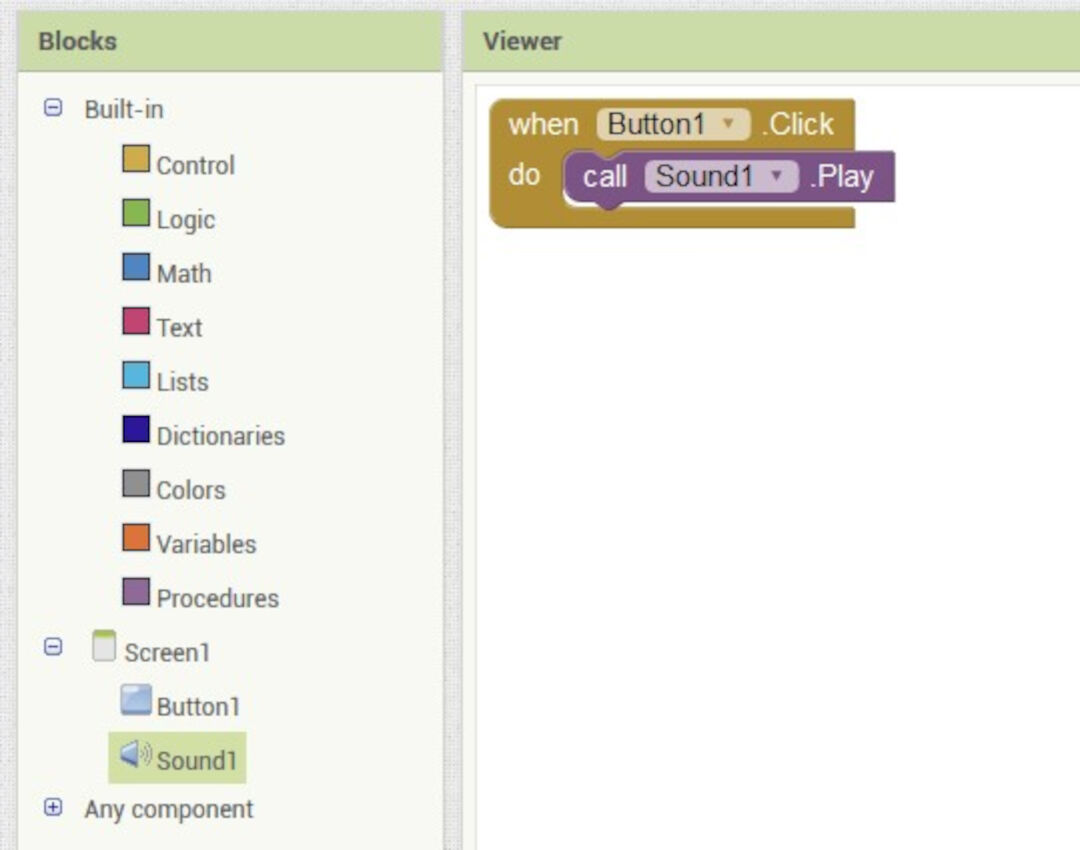 Blocks
Built-in
Control
Logic
Math
Text
Lists
Dictionaries
Colors
Variables
Procedures
Screen1
Button1
Sound1
Any component
Viewer
when Button1 .Click
do call Sound1 .Play